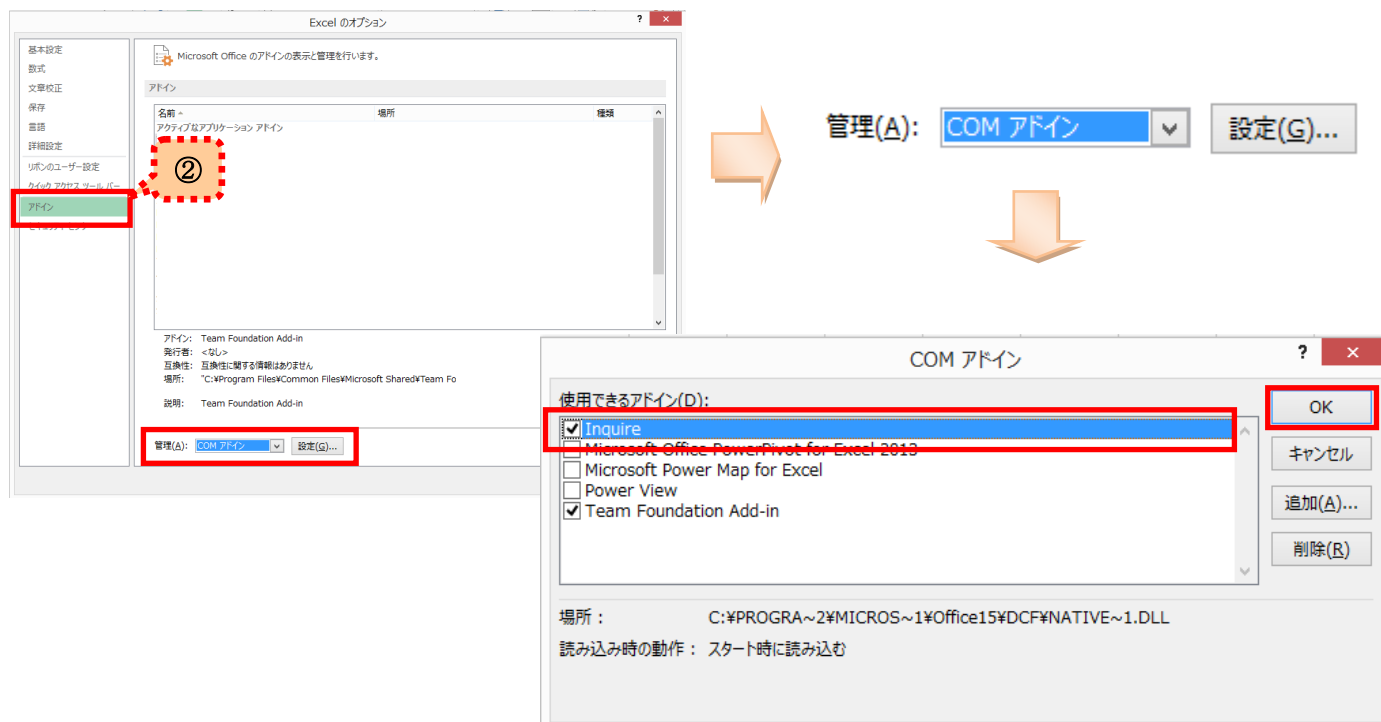 Excel のオプション
? ×
基本設定
数式
文章校正
保存
言語
詳細設定
リボンのユーザー設定
クイック アクセス ツール バー
アドイン
Microsoft Office のアドインの表示と管理を行います。
アドイン
名前 場所 種類
アクティブなアプリケーション アドイン
②
アドイン: Team Foundation Add-in
発行者: <なし>
互換性: 互換性に関する情報はありません
場所: "C:¥Program Files¥Common Files¥Microsoft Shared¥Team Fo
説明: Team Foundation Add-in
管理(A): COM アドイン 設定(G)...
管理(A): COM アドイン 設定(G)...
COM アドイン
? ×
使用できるアドイン(D):
Inquire
Microsoft Office PowerPivot for Excel 2013
Microsoft Power Map for Excel
Power View
Team Foundation Add-in
OK
キャンセル
追加(A)...
削除(R)
場所: C:¥PROGRA~2¥MICROS~1¥Office15¥DCF¥NATIVE~1.DLL
読み込み時の動作: スタート時に読み込む